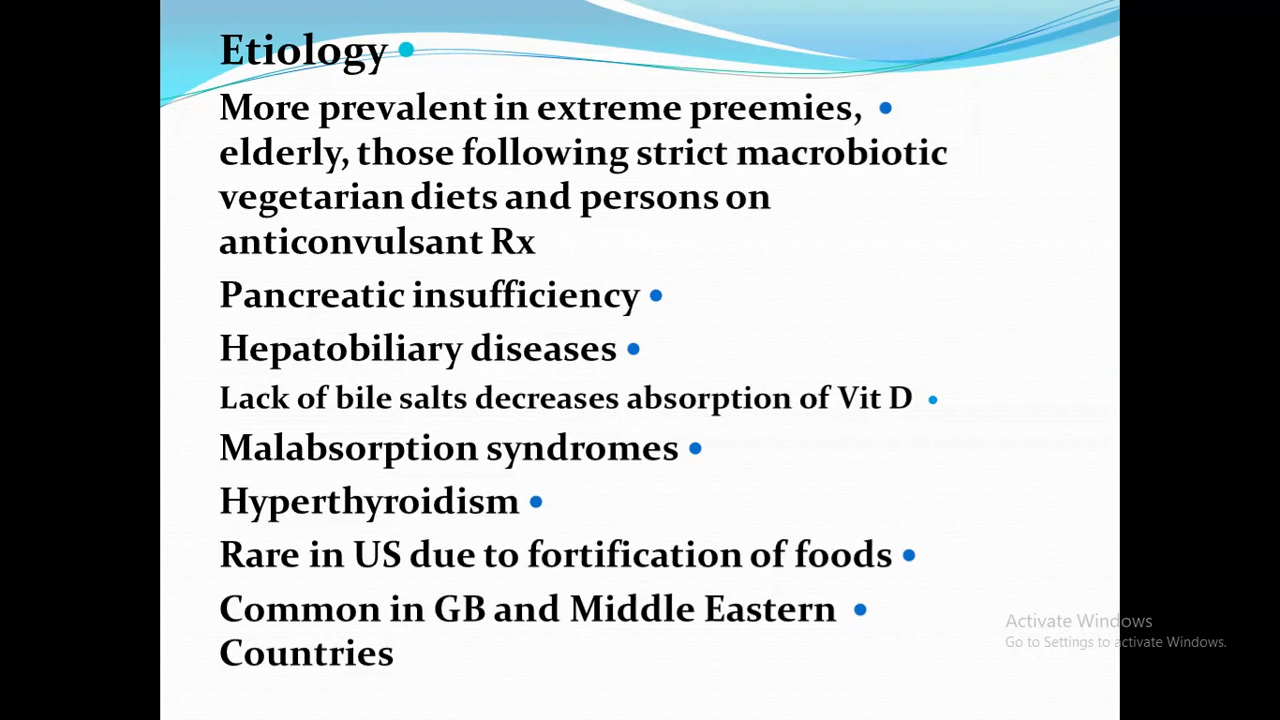 Etiology •
More prevalent in extreme preemies, •
elderly, those following strict macrobiotic
vegetarian diets and persons on
anticonvulsant Rx
Pancreatic insufficiency •
Hepatobiliary diseases •
Lack of bile salts decreases absorption of Vit D •
Malabsorption syndromes •
Hyperthyroidism •
Rare in US due to fortification of foods •
Common in GB and Middle Eastern •
Countries
Activate Windows
Go to Settings to activate Windows.